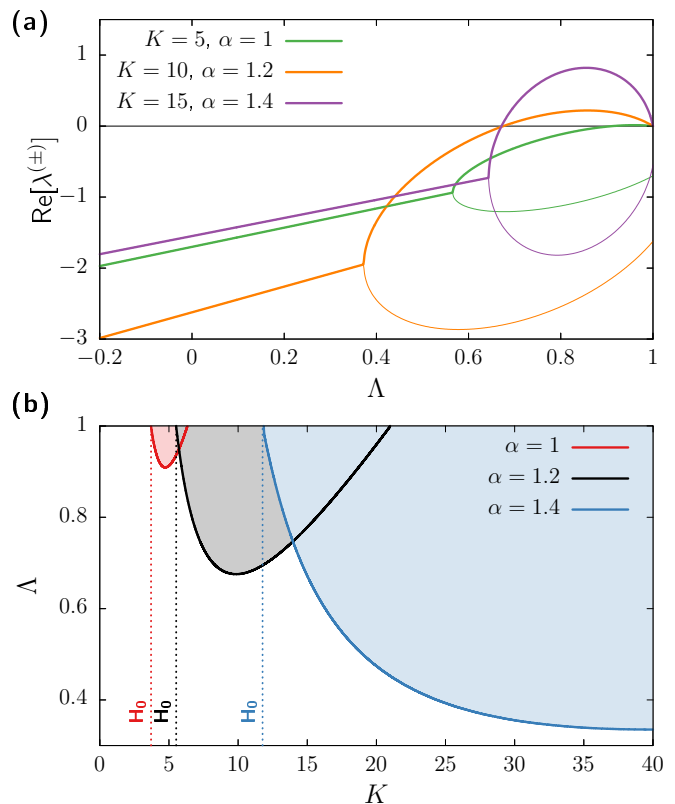 (a)
K = 5, α = 1
K = 10, α = 1.2
K = 15, α = 1.4
Re[λ^(±)]
1
0
−1
−2
−3
−0.2 0 0.2 0.4 0.6 0.8 1
Λ
(b)
α = 1
α = 1.2
α = 1.4
Λ
1
0.8
0.6
0.4
H₀ H₀ H₀
0 5 10 15 20 25 30 35 40
K